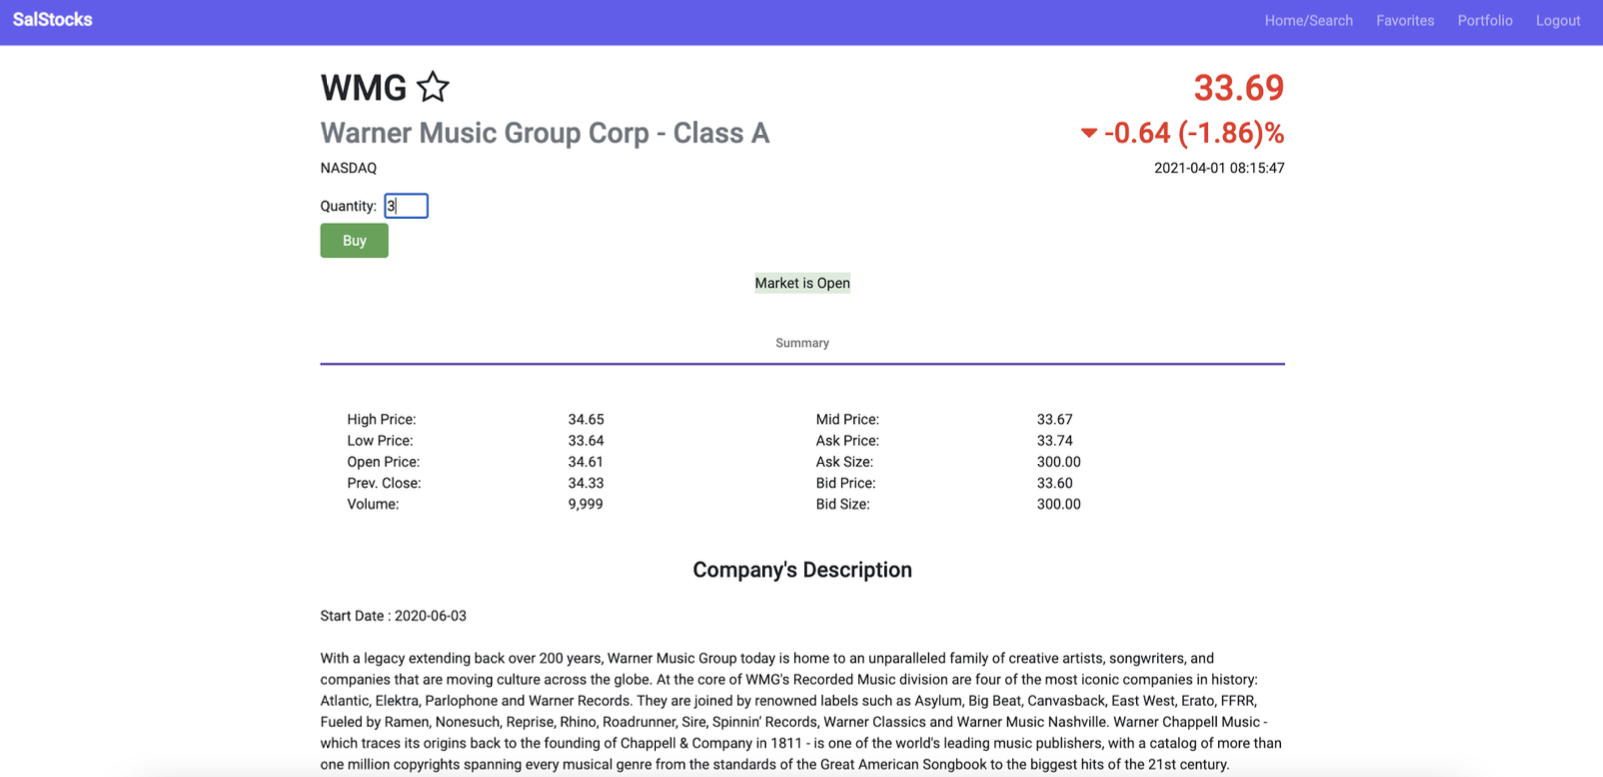 SalStocks Home/Search Favorites Portfolio Logout
WMG 33.69
Warner Music Group Corp - Class A -0.64 (-1.86)%
NASDAQ 2021-04-01 08:15:47
Quantity: 3
Buy
Market is Open
Summary
High Price: 34.65 Mid Price: 33.67
Low Price: 33.64 Ask Price: 33.74
Open Price: 34.61 Ask Size: 300.00
Prev. Close: 34.33 Bid Price: 33.60
Volume: 9,999 Bid Size: 300.00
Company's Description
Start Date : 2020-06-03
With a legacy extending back over 200 years, Warner Music Group today is home to an unparalleled family of creative artists, songwriters, and
companies that are moving culture across the globe. At the core of WMG's Recorded Music division are four of the most iconic companies in history:
Atlantic, Elektra, Parlophone and Warner Records. They are joined by renowned labels such as Asylum, Big Beat, Canvasback, East West, Erato, FFRR,
Fueled by Ramen, Nonesuch, Reprise, Rhino, Roadrunner, Sire, Spinnin’ Records, Warner Classics and Warner Music Nashville. Warner Chappell Music -
which traces its origins back to the founding of Chappell & Company in 1811 - is one of the world's leading music publishers, with a catalog of more than
one million copyrights spanning every musical genre from the standards of the Great American Songbook to the biggest hits of the 21st century.